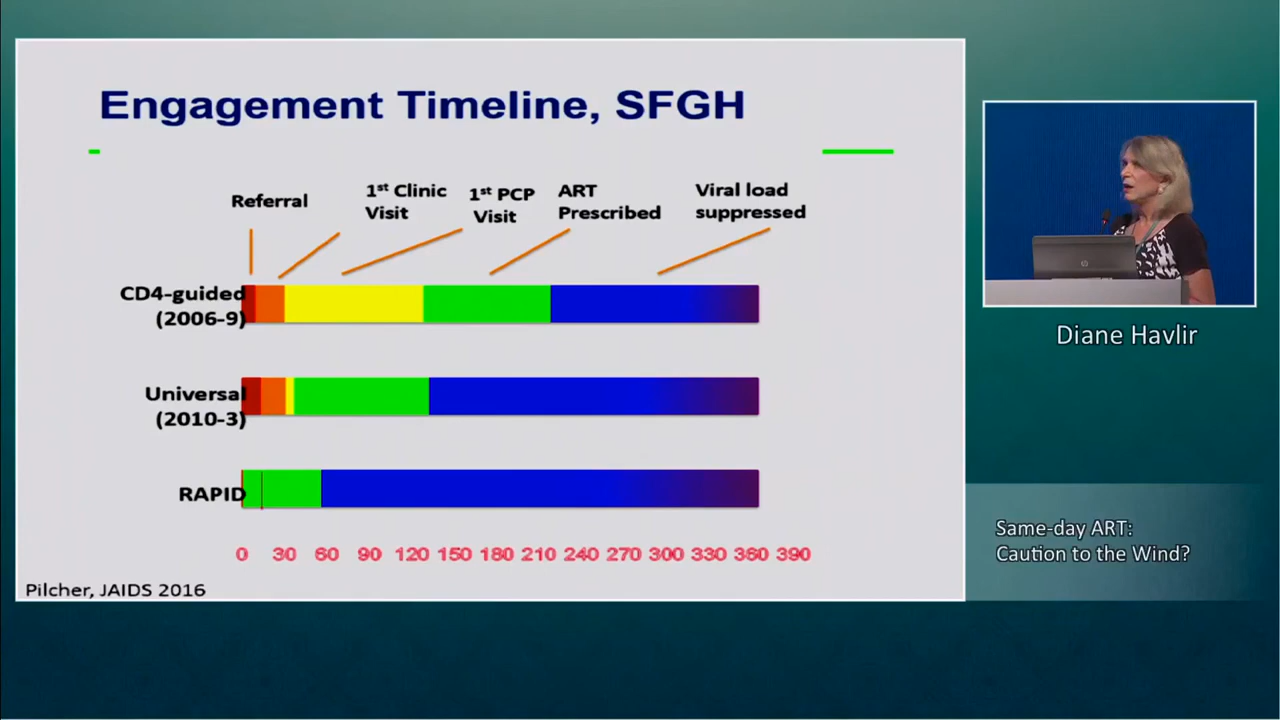 Engagement Timeline, SFGH
Referral
1st Clinic
Visit
1st PCP
Visit
ART
Prescribed
Viral load
suppressed
CD4-guided
(2006-9)
Universal
(2010-3)
RAPID
0 30 60 90 120 150 180 210 240 270 300 330 360 390
Pilcher, JAIDS 2016
Diane Havlir
Same-day ART:
Caution to the Wind?